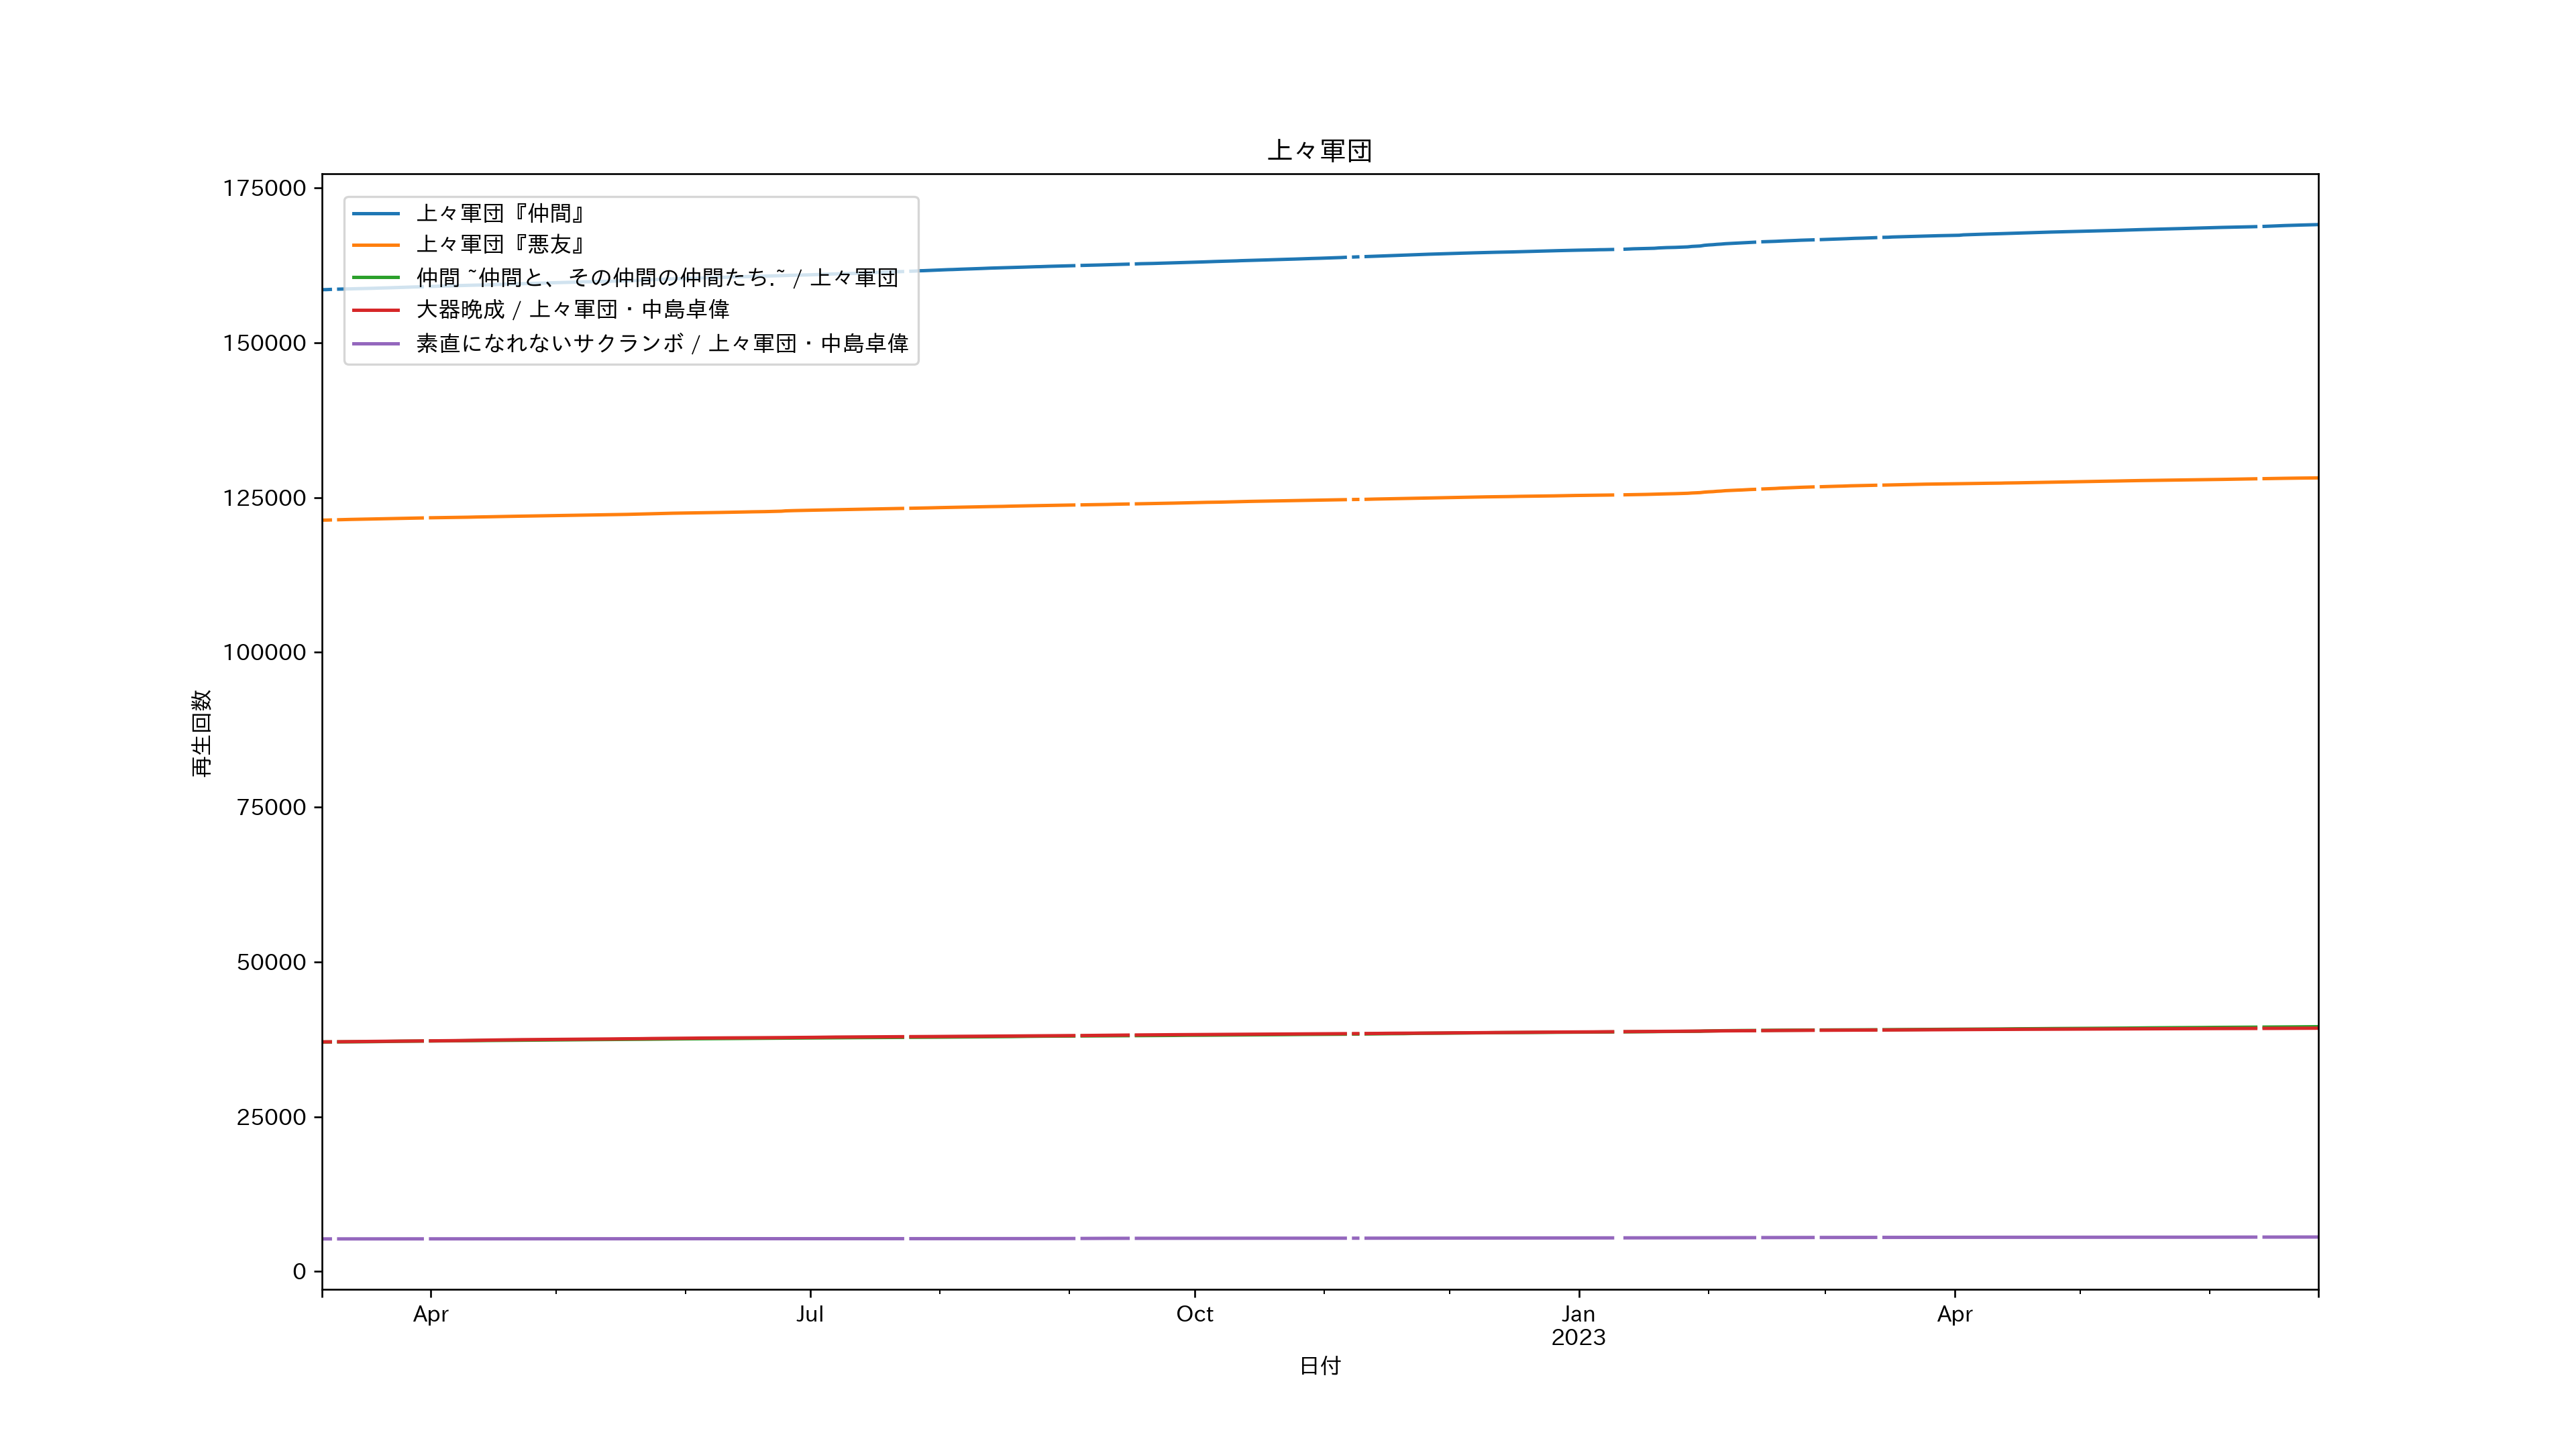 上々軍団
175000
150000
125000
100000
75000
50000
25000
0
再生回数
上々軍団『仲間』
上々軍団『悪友』
仲間 ~仲間と、その仲間の仲間たち.~ / 上々軍団
大器晩成 / 上々軍団・中島卓偉
素直になれないサクランボ / 上々軍団・中島卓偉
Apr Jul Oct Jan Apr
2023
日付